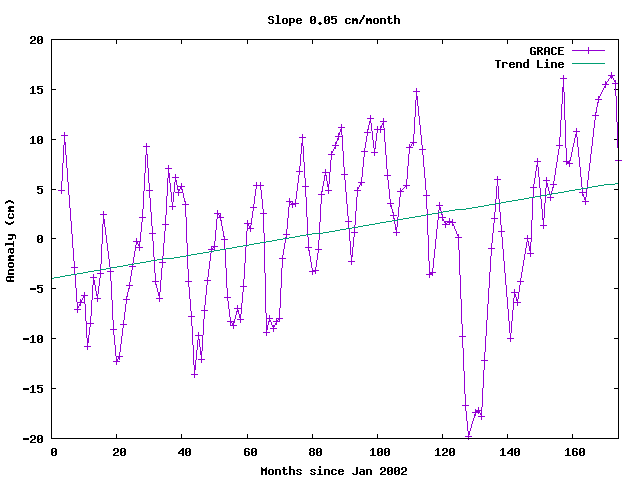 Slope 0.05 cm/month
20
15
10
5
0
-5
-10
-15
-20
Anomaly (cm)
GRACE
Trend Line
0 20 40 60 80 100 120 140 160
Months since Jan 2002